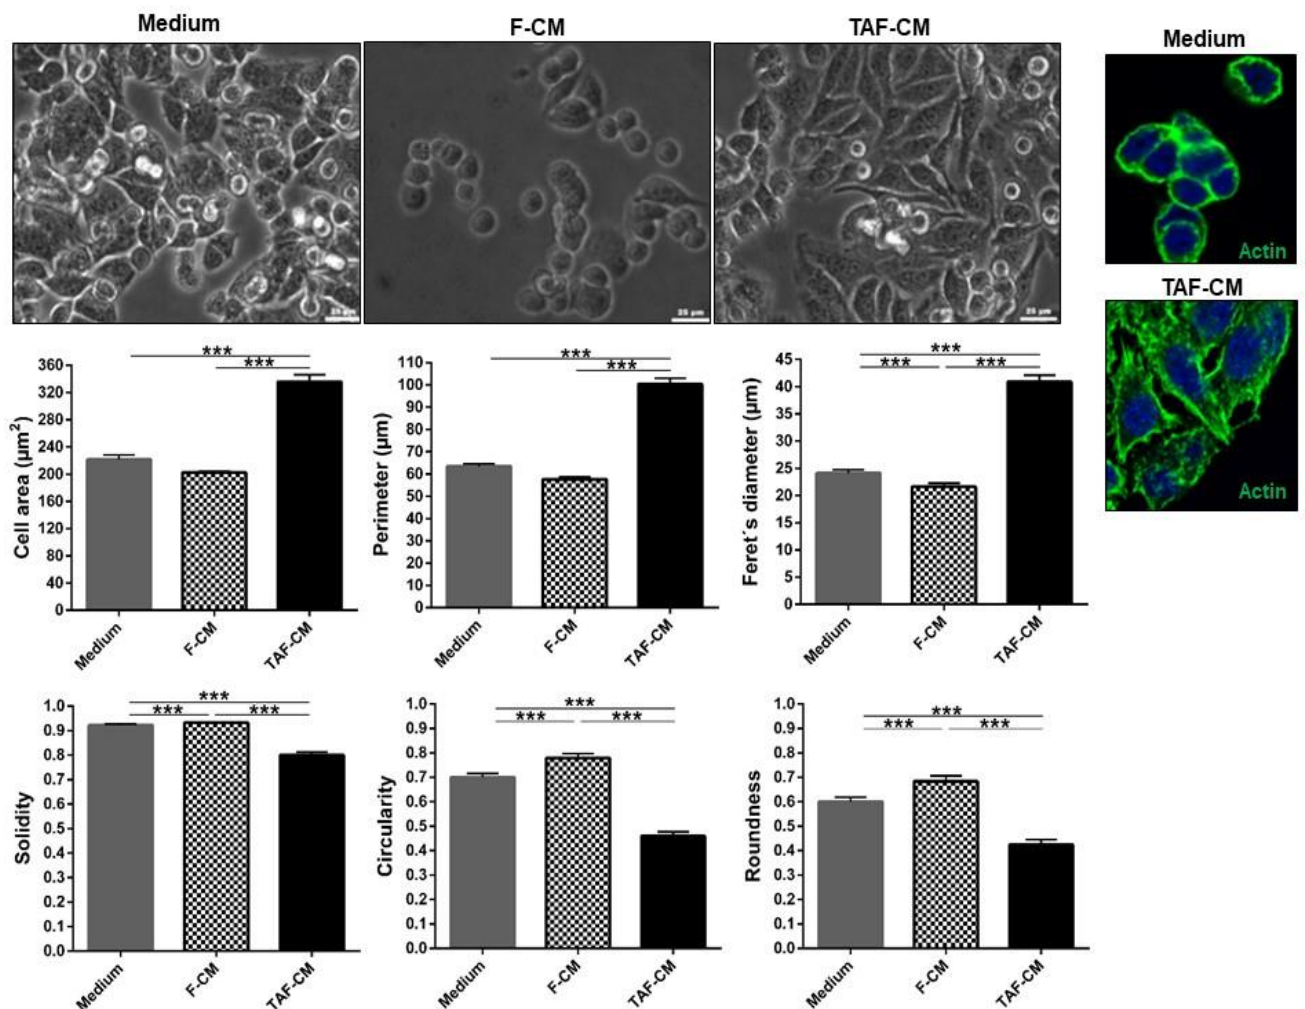 Medium
F-CM
TAF-CM
Medium
25 µm
25 µm
25 µm
Actin
TAF-CM
Actin
Cell area (µm²)
360
320
280
240
200
160
120
80
40
0
***
***
Medium
F-CM
TAF-CM
Perimeter (µm)
110
100
90
80
70
60
50
40
30
20
10
0
***
***
Medium
F-CM
TAF-CM
Feret´s diameter (µm)
45
40
35
30
25
20
15
10
5
0
***
***
***
Medium
F-CM
TAF-CM
Solidity
1.0
0.9
0.8
0.7
0.6
0.5
0.4
0.3
0.2
0.1
0.0
***
***
***
Medium
F-CM
TAF-CM
Circularity
1.0
0.9
0.8
0.7
0.6
0.5
0.4
0.3
0.2
0.1
0.0
***
***
***
Medium
F-CM
TAF-CM
Roundness
1.0
0.9
0.8
0.7
0.6
0.5
0.4
0.3
0.2
0.1
0.0
***
***
***
Medium
F-CM
TAF-CM